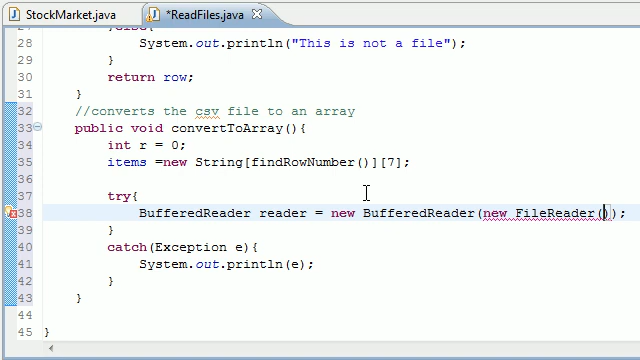 StockMarket.java *ReadFiles.java
28 System.out.println("This is not a file");
29 }
30 return row;
31 }
32 //converts the csv file to an array
33 public void convertToArray(){
34 int r = 0;
35 items =new String[findRowNumber()][7];
36
37 try{
38 BufferedReader reader = new BufferedReader(new FileReader());
39 }
40 catch(Exception e){
41 System.out.println(e);
42 }
43 }
44
45 }